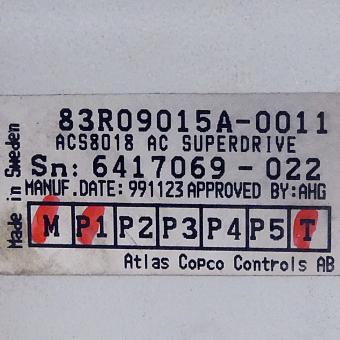 83R09015A-0011
ACS8018 AC SUPERDRIVE
Sn: 6417069-022
MANUF.DATE: 991123 APPROVED BY:AHG
M P1 P2 P3 P4 P5 T
Atlas Copco Controls AB
Made in Sweden